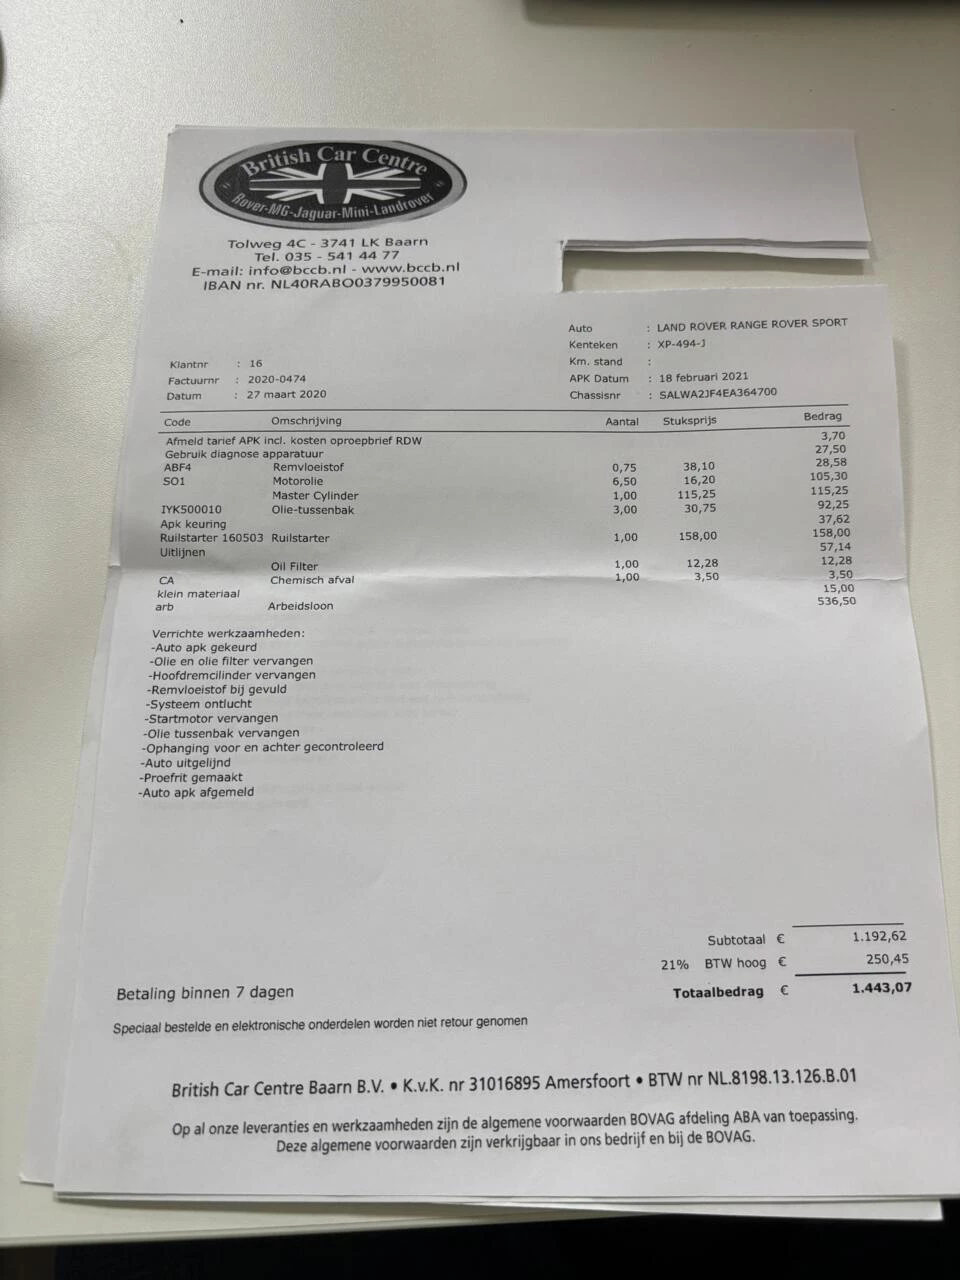 British Car Centre
Rover-MG-Jaguar-Mini-Landrover
Tolweg 4C - 3741 LK Baarn
Tel. 035 - 541 44 77
E-mail: info@bccb.nl - www.bccb.nl
IBAN nr. NL40RABO0379950081
Auto : LAND ROVER RANGE ROVER SPORT
Kenteken : XP-494-J
Km. stand :
APK Datum : 18 februari 2021
Chassisnr : SALWA2JF4EA364700
Klantnr : 16
Factuurnr : 2020-0474
Datum : 27 maart 2020
Code Omschrijving Aantal Stuksprijs Bedrag
Afmeld tarief APK incl. kosten oproepbrief RDW 3,70
Gebruik diagnose apparatuur 27,50
ABF4 Remvloeistof 0,75 38,10 28,58
SO1 Motorolie 6,50 16,20 105,30
Master Cylinder 1,00 115,25 115,25
IYK500010 Olie-tussenbak 3,00 30,75 92,25
Apk keuring 37,62
Ruilstarter 160503 Ruilstarter 1,00 158,00 158,00
Uitlijnen 57,14
Oil Filter 1,00 12,28 12,28
CA Chemisch afval 1,00 3,50 3,50
klein materiaal 15,00
arb Arbeidsloon 536,50
Verrichte werkzaamheden:
-Auto apk gekeurd
-Olie en olie filter vervangen
-Hoofdremcilinder vervangen
-Remvloeistof bij gevuld
-Systeem ontlucht
-Startmotor vervangen
-Olie tussenbak vervangen
-Ophanging voor en achter gecontroleerd
-Auto uitgelijnd
-Proefrit gemaakt
-Auto apk afgemeld
Subtotaal € 1.192,62
21% BTW hoog € 250,45
Totaalbedrag € 1.443,07
Betaling binnen 7 dagen
Speciaal bestelde en elektronische onderdelen worden niet retour genomen
British Car Centre Baarn B.V. • K.v.K. nr 31016895 Amersfoort • BTW nr NL.8198.13.126.B.01
Op al onze leveranties en werkzaamheden zijn de algemene voorwaarden BOVAG afdeling ABA van toepassing.
Deze algemene voorwaarden zijn verkrijgbaar in ons bedrijf en bij de BOVAG.